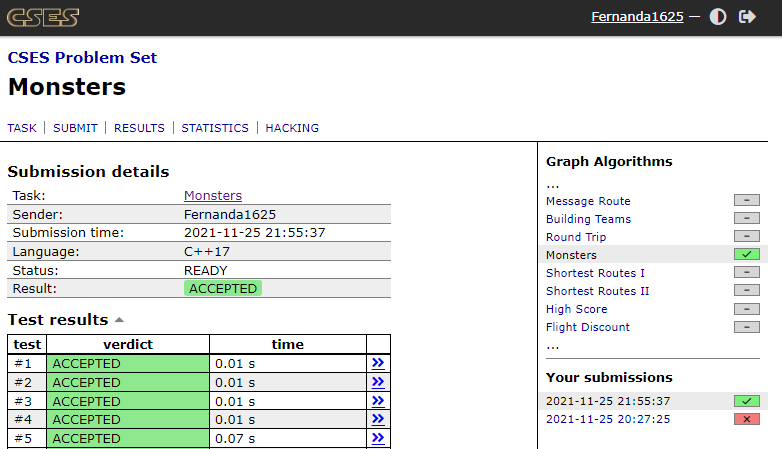 CSES
Fernanda1625 —
CSES Problem Set
Monsters
TASK | SUBMIT | RESULTS | STATISTICS | HACKING
Submission details
Task: Monsters
Sender: Fernanda1625
Submission time: 2021-11-25 21:55:37
Language: C++17
Status: READY
Result: ACCEPTED
Test results
test verdict time
#1 ACCEPTED 0.01 s »
#2 ACCEPTED 0.01 s »
#3 ACCEPTED 0.01 s »
#4 ACCEPTED 0.01 s »
#5 ACCEPTED 0.07 s »
Graph Algorithms
...
Message Route –
Building Teams –
Round Trip –
Monsters ✓
Shortest Routes I –
Shortest Routes II –
High Score –
Flight Discount –
...
Your submissions
2021-11-25 21:55:37 ✓
2021-11-25 20:27:25 ×